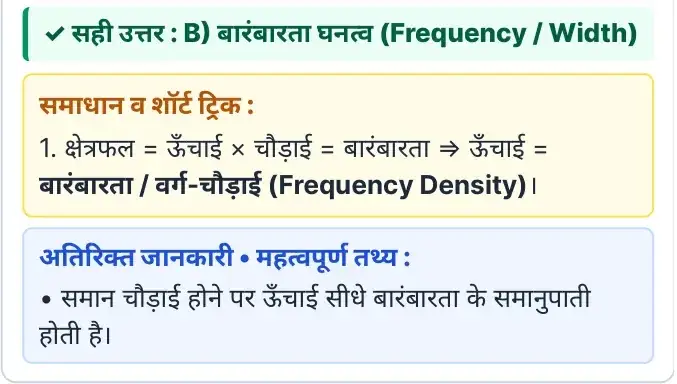 ✓ सही उत्तर : B) बारंबारता घनत्व (Frequency / Width)
समाधान व शॉर्ट ट्रिक :
1. क्षेत्रफल = ऊँचाई × चौड़ाई = बारंबारता ⇒ ऊँचाई =
बारंबारता / वर्ग-चौड़ाई (Frequency Density)।
अतिरिक्त जानकारी • महत्वपूर्ण तथ्य :
• समान चौड़ाई होने पर ऊँचाई सीधे बारंबारता के समानुपाती
होती है।